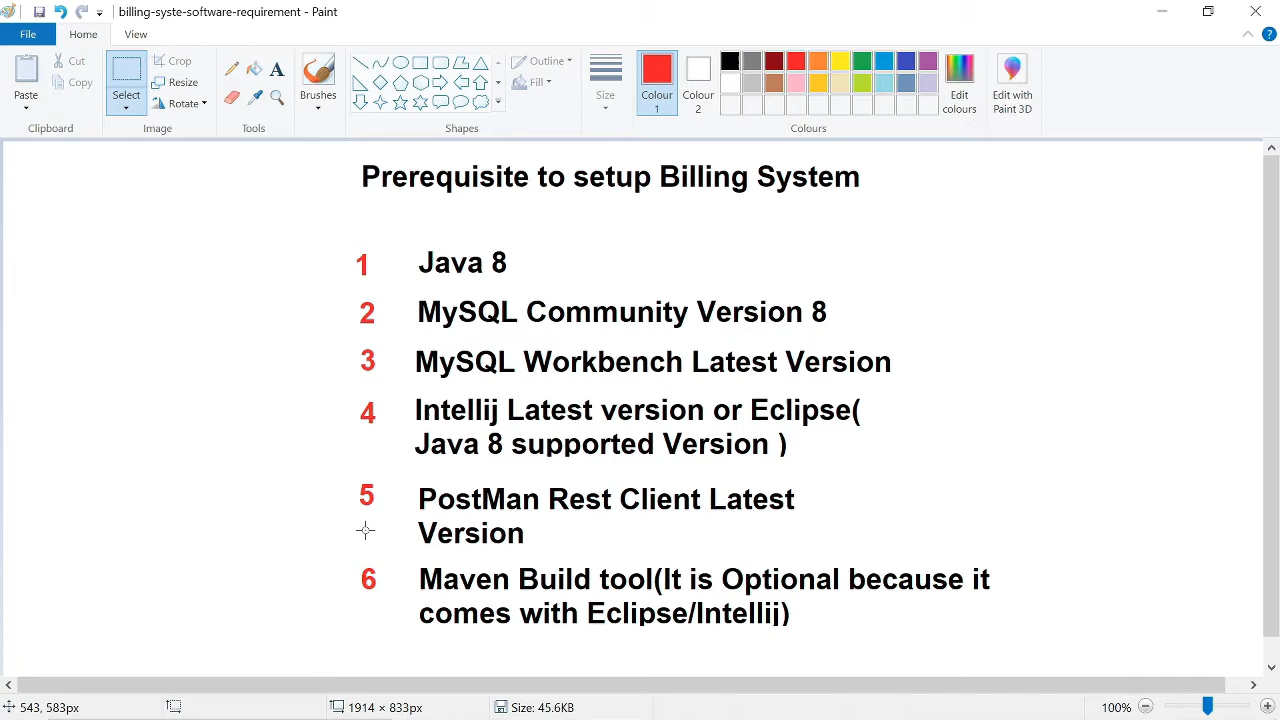 billing-syste-software-requirement - Paint
File Home View
Paste
Cut
Copy
Clipboard
Select
Crop
Resize
Rotate
Image
A
Tools
Brushes
Outline
Fill
Shapes
Size
Colour 1
Colour 2
Edit colours
Edit with Paint 3D
Colours
Prerequisite to setup Billing System
1 Java 8
2 MySQL Community Version 8
3 MySQL Workbench Latest Version
4 Intellij Latest version or Eclipse(
Java 8 supported Version )
5 PostMan Rest Client Latest
Version
6 Maven Build tool(It is Optional because it
comes with Eclipse/Intellij)
543, 583px 1914 × 833px Size: 45.6KB 100%